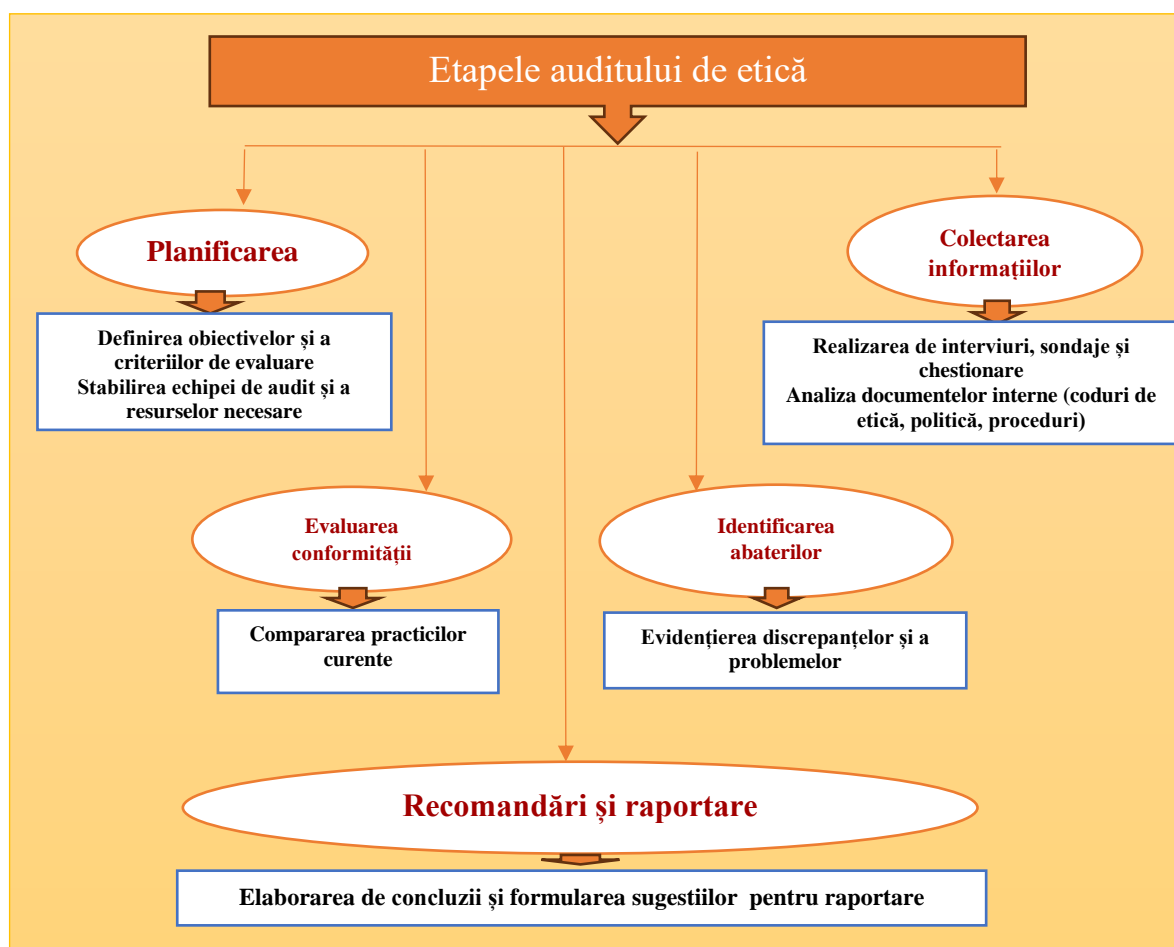 Etapele auditului de etică
Planificarea
Definirea obiectivelor și a
criteriilor de evaluare
Stabilirea echipei de audit și a
resurselor necesare
Colectarea
informațiilor
Realizarea de interviuri, sondaje și
chestionare
Analiza documentelor interne (coduri de
etică, politică, proceduri)
Evaluarea
conformității
Compararea practicilor
curente
Identificarea
abaterilor
Evidențierea discrepanțelor și a
problemelor
Recomandări și raportare
Elaborarea de concluzii și formularea sugestiilor pentru raportare